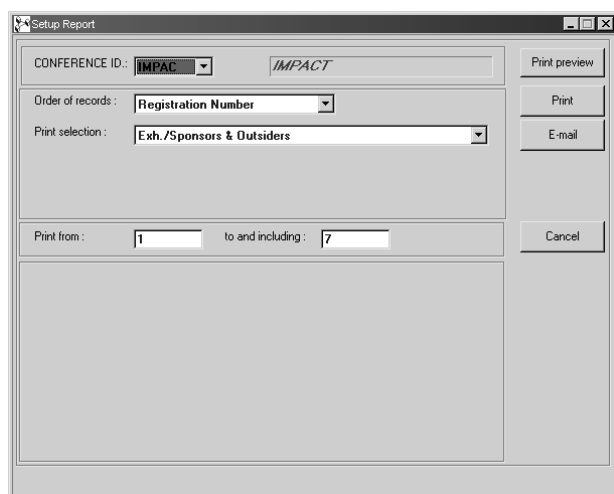 Setup Report
CONFERENCE ID.: IMPAC IMPACT Print preview
Order of records : Registration Number Print
Print selection : Exh./Sponsors & Outsiders E-mail
Print from : 1 to and including : 7 Cancel